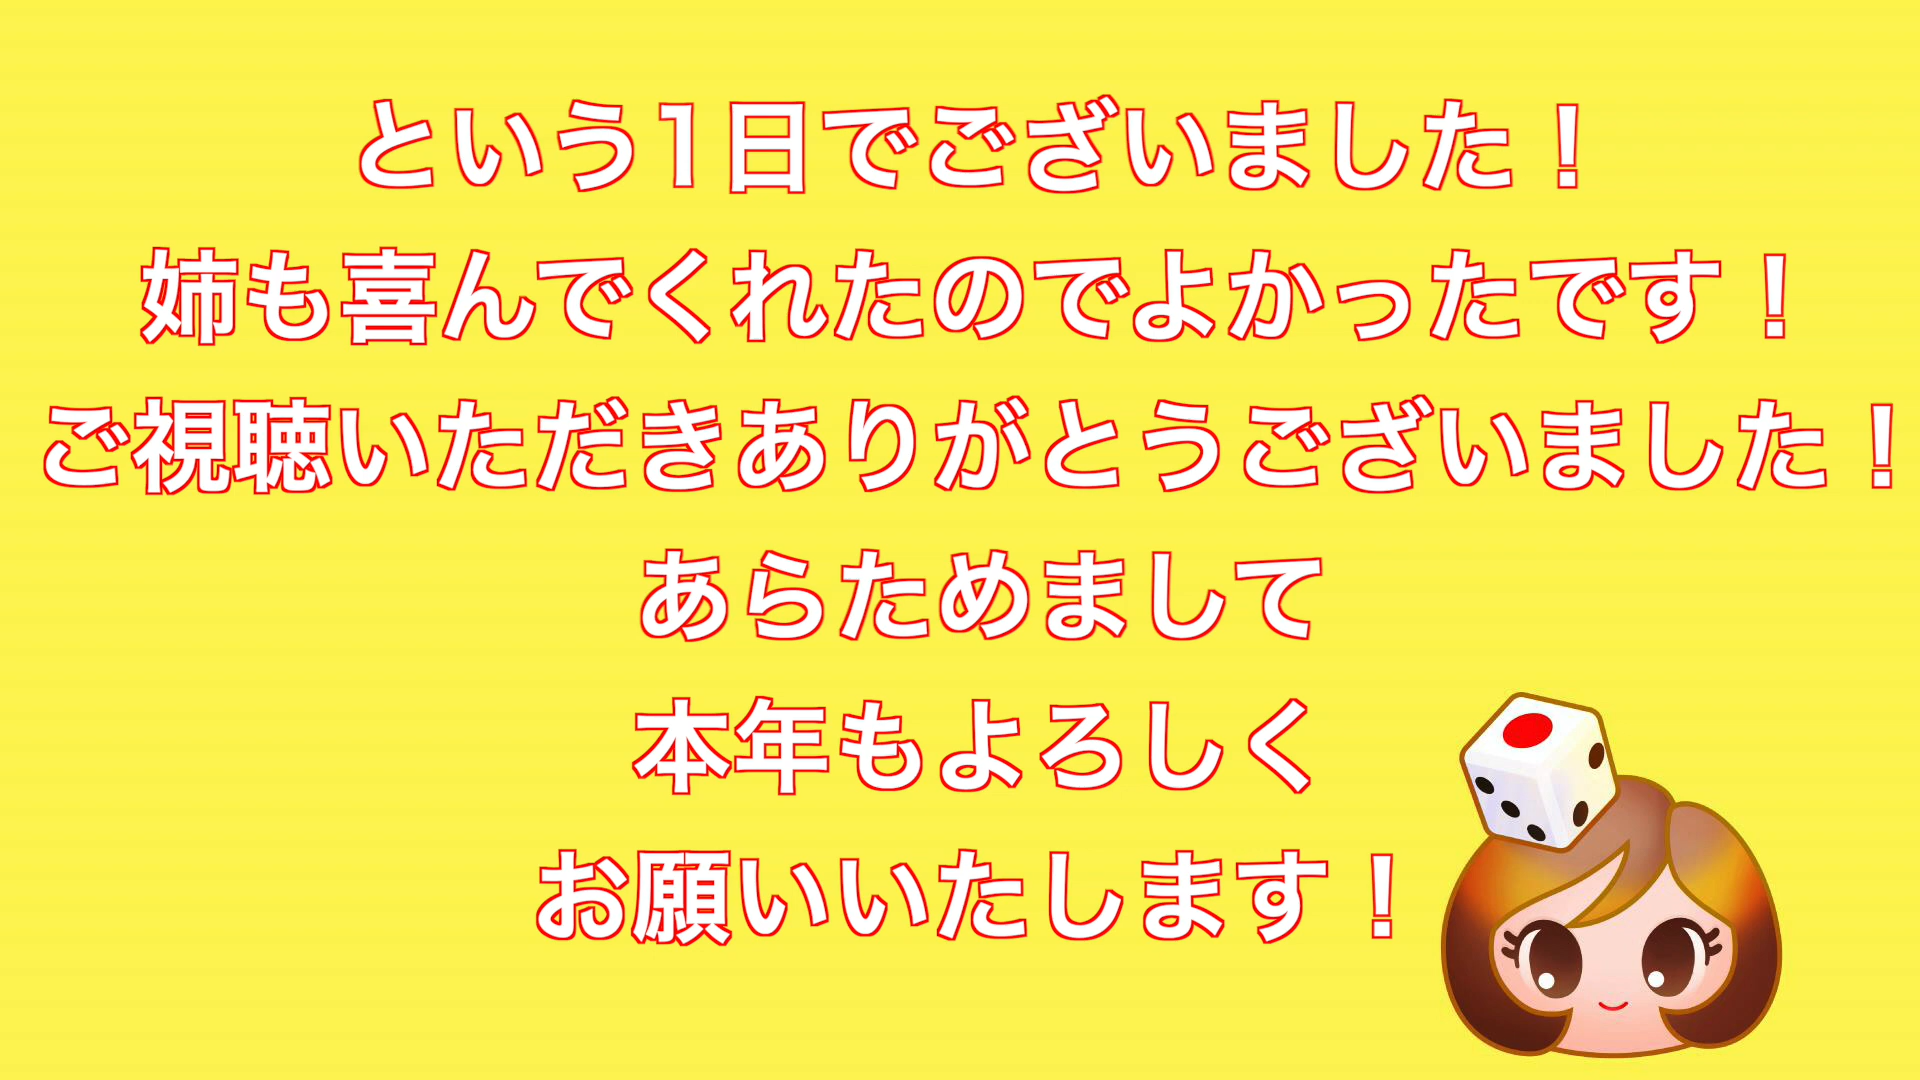 という1日でございました！
姉も喜んでくれたのでよかったです！
ご視聴いただきありがとうございました！
あらためまして
本年もよろしく
お願いいたします！